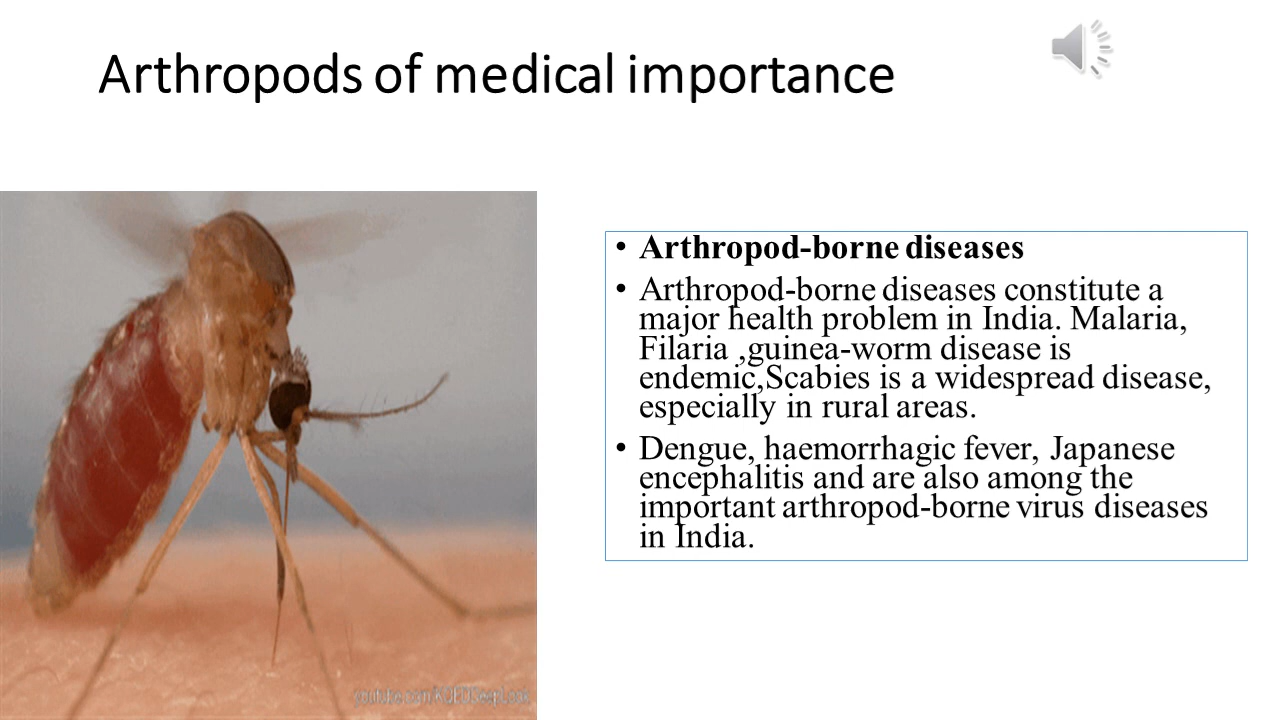 Arthropods of medical importance
• Arthropod-borne diseases
• Arthropod-borne diseases constitute a
major health problem in India. Malaria,
Filaria ,guinea-worm disease is
endemic,Scabies is a widespread disease,
especially in rural areas.
• Dengue, haemorrhagic fever, Japanese
encephalitis and are also among the
important arthropod-borne virus diseases
in India.